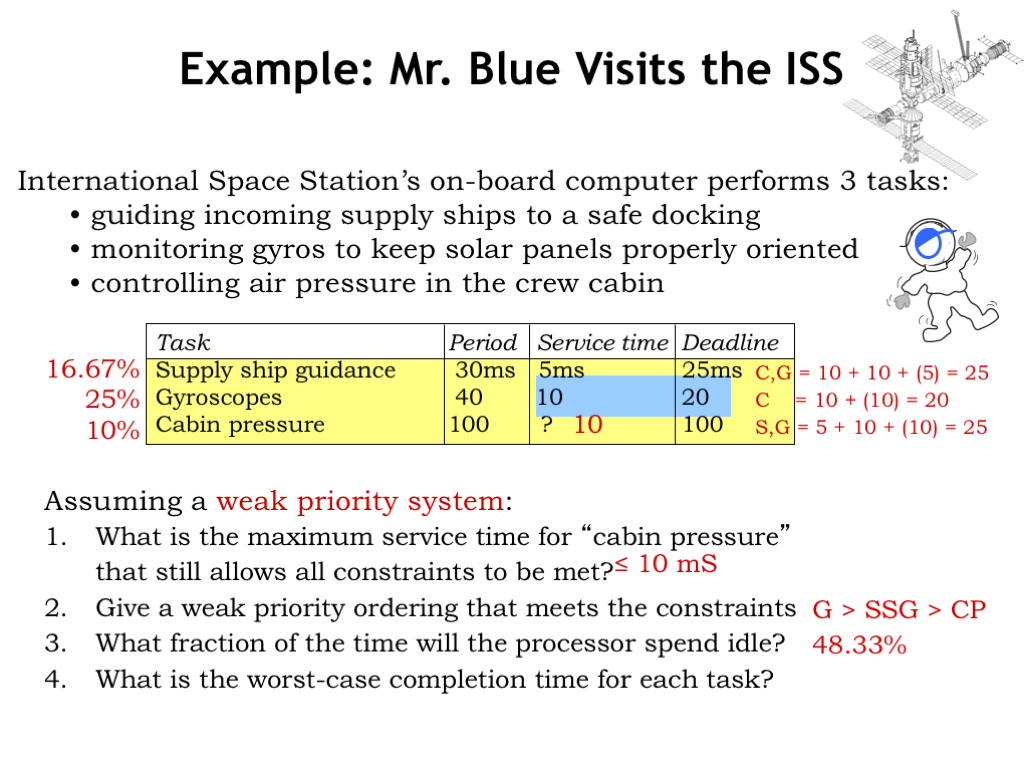 Example: Mr. Blue Visits the ISS
International Space Station’s on-board computer performs 3 tasks:
• guiding incoming supply ships to a safe docking
• monitoring gyros to keep solar panels properly oriented
• controlling air pressure in the crew cabin
Task Period Service time Deadline
16.67% Supply ship guidance 30ms 5ms 25ms C,G = 10 + 10 + (5) = 25
25% Gyroscopes 40 10 20 C = 10 + (10) = 20
10% Cabin pressure 100 ? 10 100 S,G = 5 + 10 + (10) = 25
Assuming a weak priority system:
1. What is the maximum service time for “cabin pressure”
that still allows all constraints to be met? ≤ 10 mS
2. Give a weak priority ordering that meets the constraints G > SSG > CP
3. What fraction of the time will the processor spend idle? 48.33%
4. What is the worst-case completion time for each task?